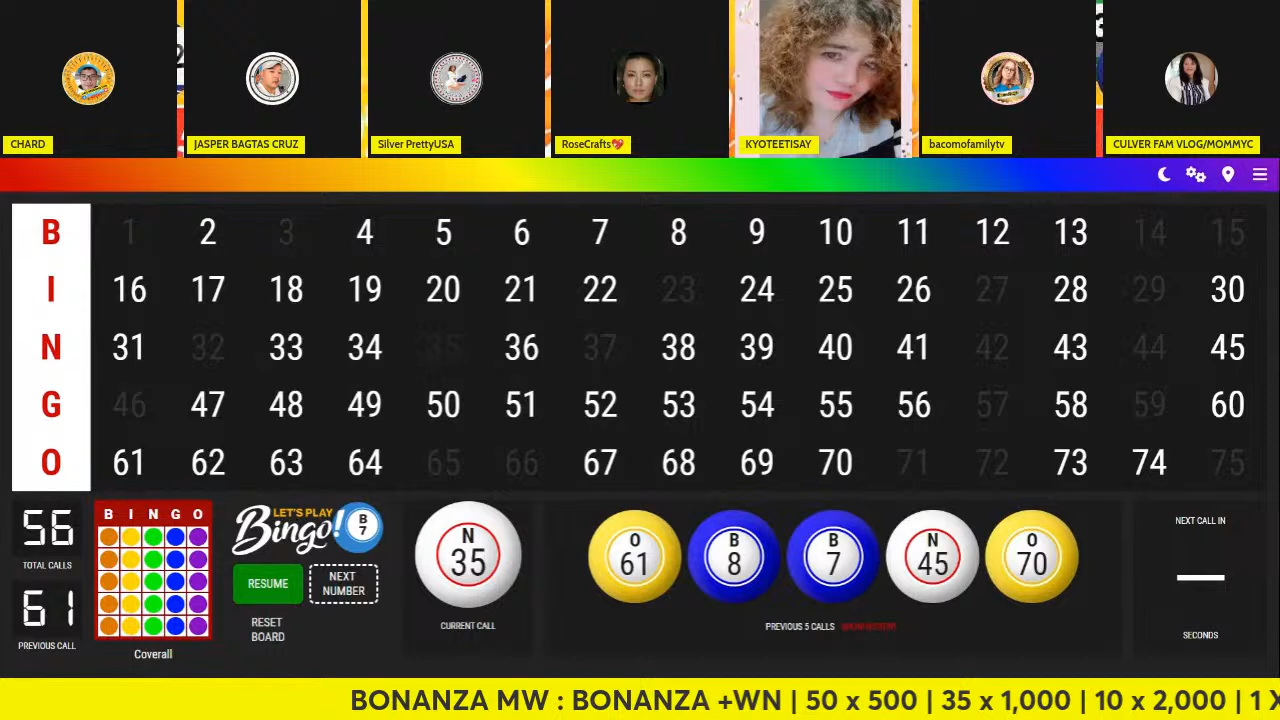 CHARD
JASPER BAGTAS CRUZ
Silver PrettyUSA
RoseCrafts💖
KYOTEETISAY
bacomofamilytv
CULVER FAM VLOG/MOMMYC
B 1 2 3 4 5 6 7 8 9 10 11 12 13 14 15
I 16 17 18 19 20 21 22 23 24 25 26 27 28 29 30
N 31 32 33 34 35 36 37 38 39 40 41 42 43 44 45
G 46 47 48 49 50 51 52 53 54 55 56 57 58 59 60
O 61 62 63 64 65 66 67 68 69 70 71 72 73 74 75
56
TOTAL CALLS
61
PREVIOUS CALL
B I N G O
Coverall
LET'S PLAY
Bingo!
B
7
RESUME
NEXT
NUMBER
RESET
BOARD
N
35
CURRENT CALL
O
61
B
8
B
7
N
45
O
70
PREVIOUS 5 CALLS
NEXT CALL IN
SECONDS
BONANZA MW : BONANZA +WN | 50 x 500 | 35 x 1,000 | 10 x 2,000 | 1 X